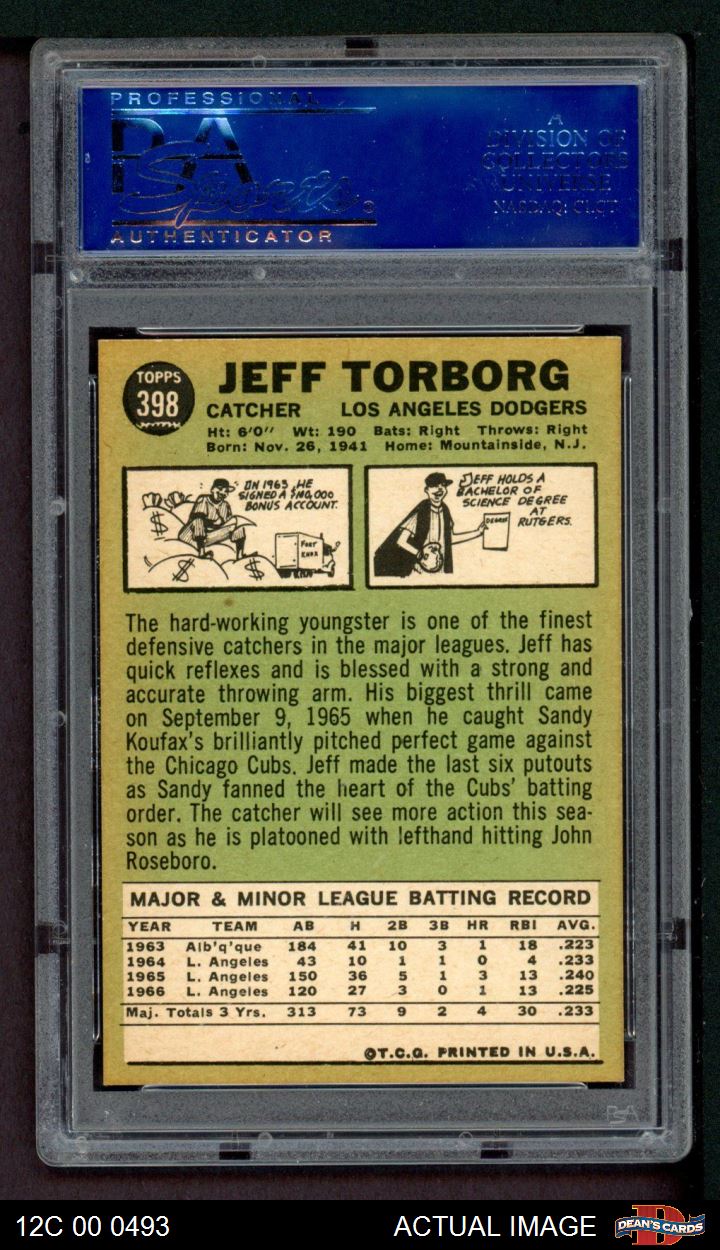 PROFESSIONAL
PSA
Sports
AUTHENTICATOR
A
DIVISION OF
COLLECTORS
UNIVERSE
NASDAQ: CLCT
TOPPS
398
JEFF TORBORG
CATCHER LOS ANGELES DODGERS
Ht: 6'0" Wt: 190 Bats: Right Throws: Right
Born: Nov. 26, 1941 Home: Mountainside, N.J.
IN 1963, HE
SIGNED A $100,000
BONUS ACCOUNT.
$
$
$
FORT
KNOX
JEFF HOLDS A
BACHELOR OF
SCIENCE DEGREE
AT
RUTGERS.
DEGREE
The hard-working youngster is one of the finest
defensive catchers in the major leagues. Jeff has
quick reflexes and is blessed with a strong and
accurate throwing arm. His biggest thrill came
on September 9, 1965 when he caught Sandy
Koufax's brilliantly pitched perfect game against
the Chicago Cubs. Jeff made the last six putouts
as Sandy fanned the heart of the Cubs' batting
order. The catcher will see more action this sea-
son as he is platooned with lefthand hitting John
Roseboro.
MAJOR & MINOR LEAGUE BATTING RECORD
YEAR TEAM AB H 2B 3B HR RBI AVG.
1963 Alb'q'que 184 41 10 3 1 18 .223
1964 L. Angeles 43 10 1 1 0 4 .233
1965 L. Angeles 150 36 5 1 3 13 .240
1966 L. Angeles 120 27 3 0 1 13 .225
Maj. Totals 3 Yrs. 313 73 9 2 4 30 .233
©T.C.G. PRINTED IN U.S.A.
PSA
12C 00 0493 ACTUAL IMAGE
DEAN'S CARDS